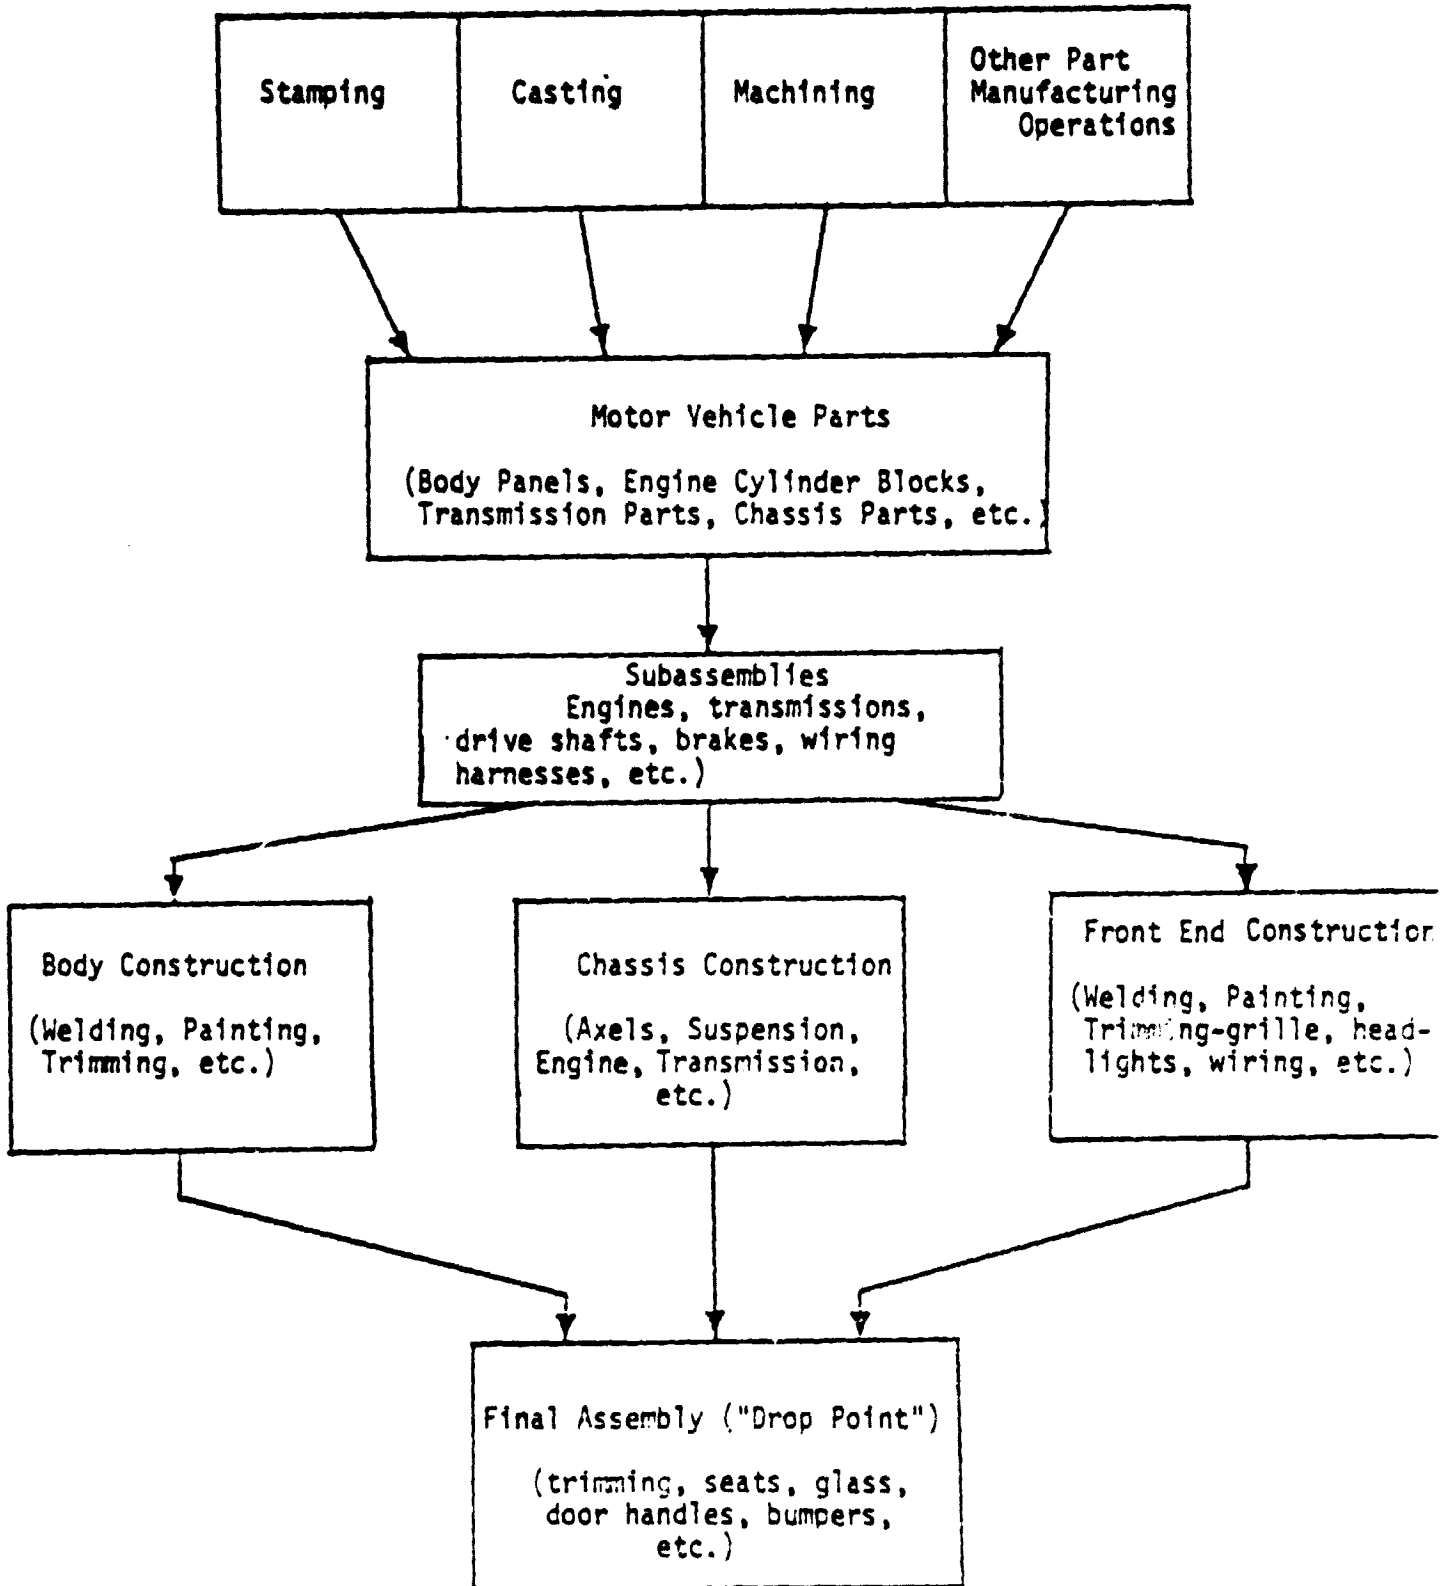 Stamping
Casting
Machining
Other Part
Manufacturing
Operations
Motor Vehicle Parts
(Body Panels, Engine Cylinder Blocks,
Transmission Parts, Chassis Parts, etc.)
Subassemblies
Engines, transmissions,
drive shafts, brakes, wiring
harnesses, etc.)
Body Construction
(Welding, Painting,
Trimming, etc.)
Chassis Construction
(Axels, Suspension,
Engine, Transmission,
etc.)
Front End Construction
(Welding, Painting,
Trimming-grille, head-
lights, wiring, etc.)
Final Assembly ("Drop Point")
(trimming, seats, glass,
door handles, bumpers,
etc.)